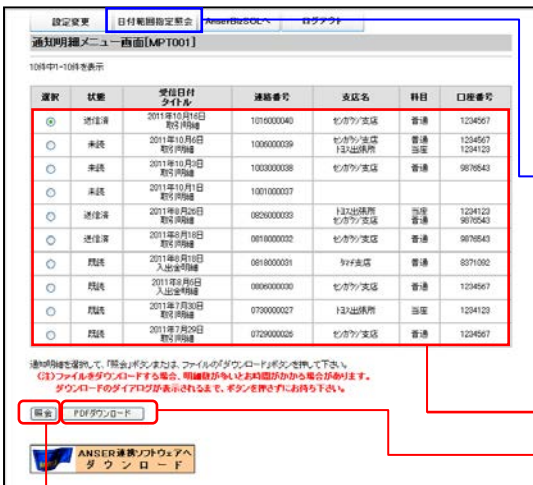 設定変更 日付範囲指定照会 AnserBizSOLへ ログアウト
通知明細メニュー画面[MPT001]
10件中1-10件を表示
選択 状態 受信日付 連絡番号 支店名 科目 口座番号
タイトル
送信済 2011年10月16日 1016000040 センガワシ支店 普通 1234567
取引明細
未読 2011年10月6日 1006000039 センガワシ支店 普通 1234567
取引明細 トヨス出張所 当座 1234123
未読 2011年10月3日 1003000038 センガワシ支店 普通 9876543
取引明細
未読 2011年10月1日 1001000037
取引明細
送信済 2011年8月26日 0826000033 トヨス出張所 当座 1234123
取引明細 センガワシ支店 普通 9876543
送信済 2011年8月18日 0818000032 センガワシ支店 普通 9876543
取引明細
既読 2011年8月18日 0818000031 タマチ支店 普通 8371082
入出金明細
既読 2011年8月6日 0806000030 センガワシ支店 普通 1234567
入出金明細
既読 2011年7月30日 0730000027 トヨス出張所 当座 1234123
取引明細
既読 2011年7月29日 0729000026 センガワシ支店 普通 1234567
取引明細
通知明細を選択して、「照会」ボタンまたは、ファイルの「ダウンロード」ボタンを押して下さい。
(注)ファイルをダウンロードする場合、明細数が多いとお時間がかかる場合があります。
ダウンロードのダイアログが表示されるまで、ボタンを押さずにお待ち下さい。
照会 PDFダウンロード
ANSER連携ソフトウェアへ
ダウンロード